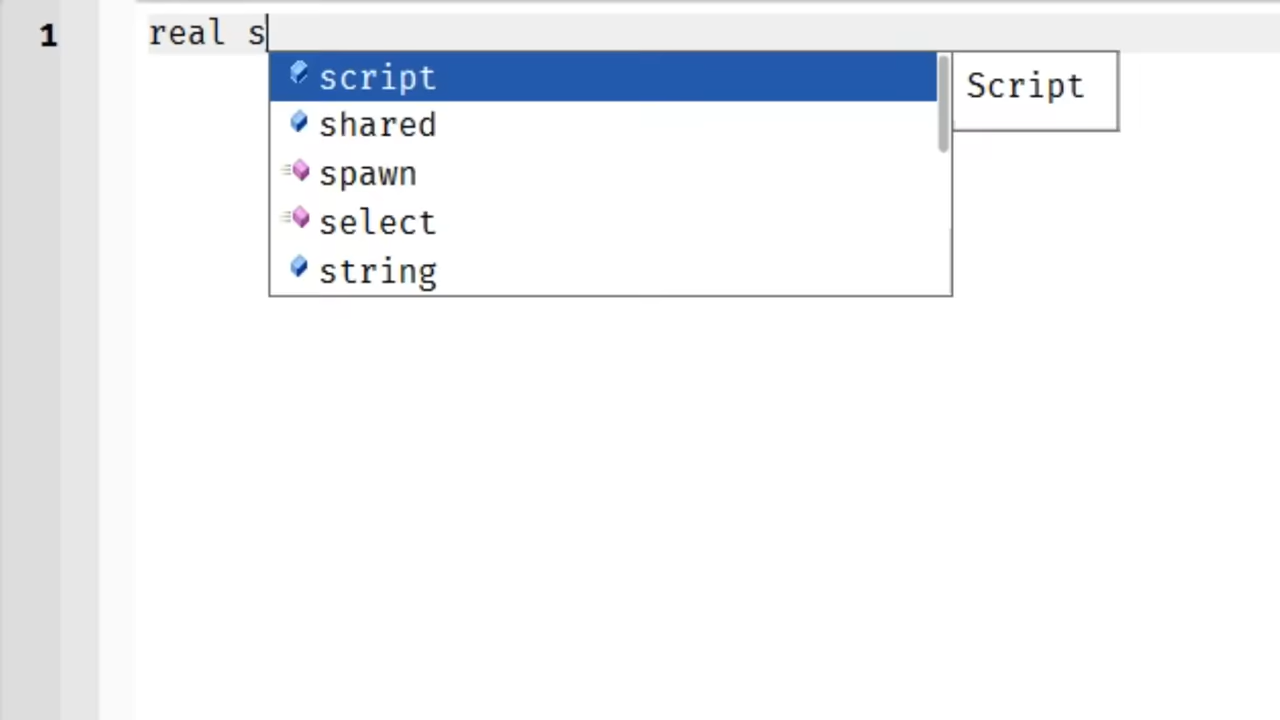 1 real s
script Script
shared
spawn
select
string